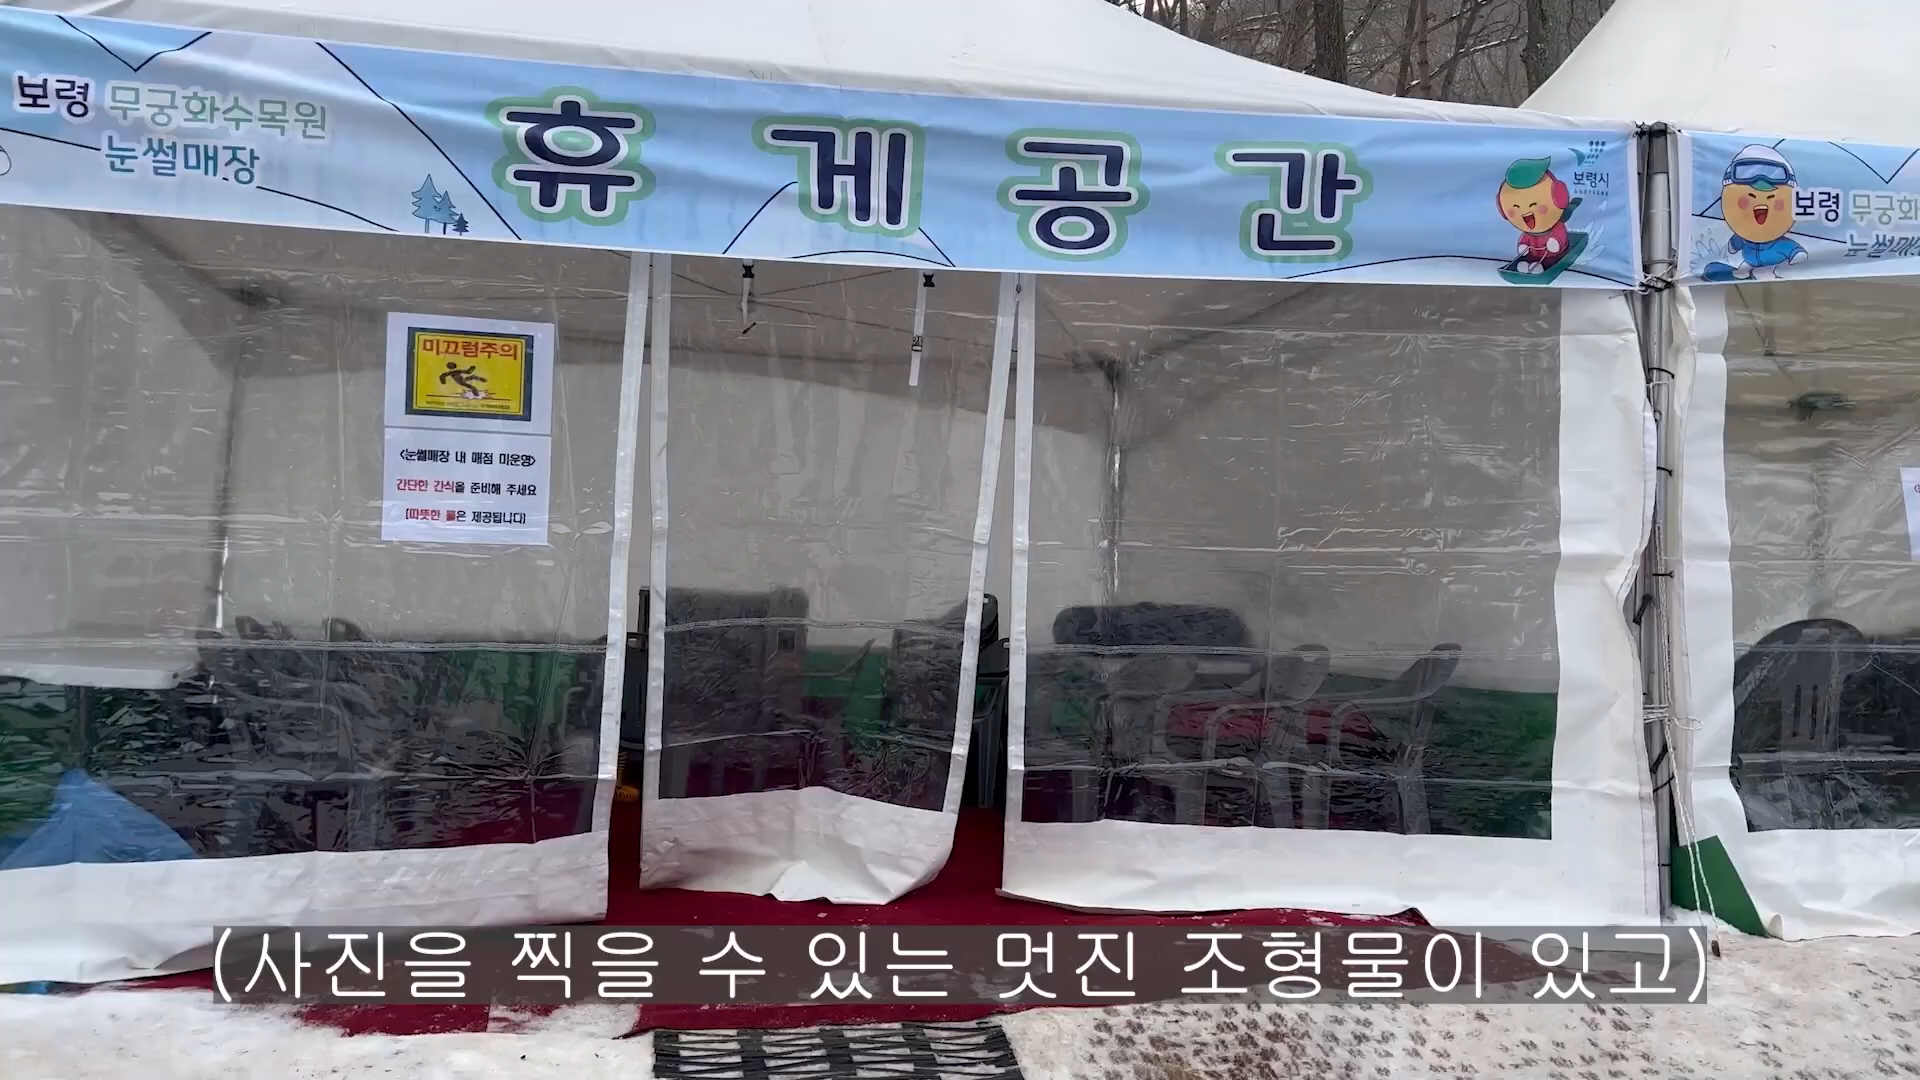 보령 무궁화수목원
눈썰매장
휴게공간
보령시
보령 무궁화
눈썰매
미끄럼주의
<눈썰매장 내 매점 미운영>
간단한 간식을 준비해 주세요
[따뜻한 물은 제공됩니다]
(사진을 찍을 수 있는 멋진 조형물이 있고)